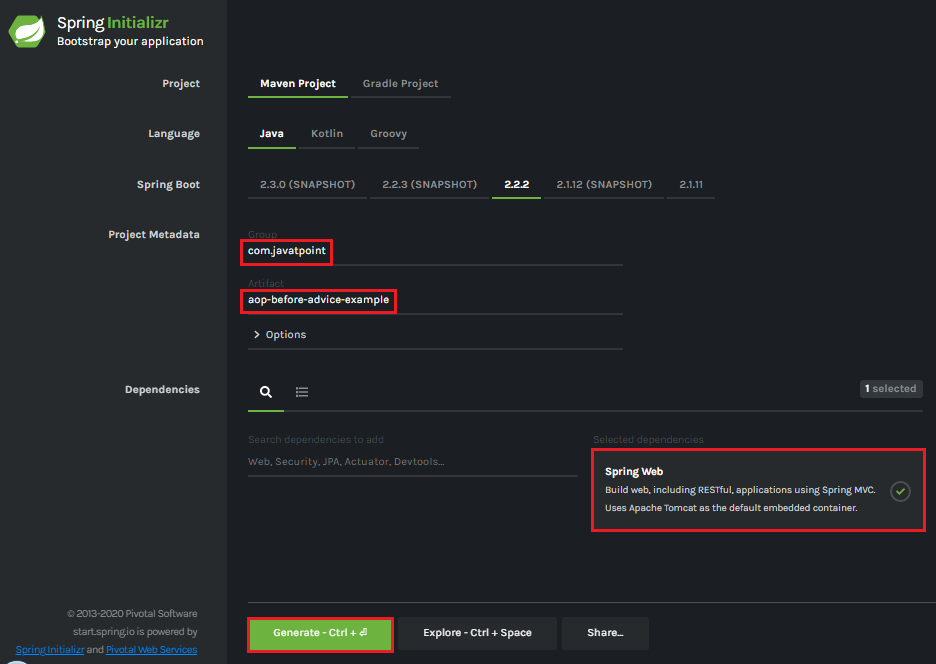 Spring Initializr
Bootstrap your application
Project
Maven Project Gradle Project
Language
Java Kotlin Groovy
Spring Boot
2.3.0 (SNAPSHOT) 2.2.3 (SNAPSHOT) 2.2.2 2.1.12 (SNAPSHOT) 2.1.11
Project Metadata
Group
com.javatpoint
Artifact
aop-before-advice-example
Options
Dependencies
1 selected
Search dependencies to add
Web, Security, JPA, Actuator, Devtools...
Selected dependencies
Spring Web
Build web, including RESTful, applications using Spring MVC.
Uses Apache Tomcat as the default embedded container.
© 2013-2020 Pivotal Software
start.spring.io is powered by
Spring Initializr and Pivotal Web Services
Generate - Ctrl + ⏎ Explore - Ctrl + Space Share...